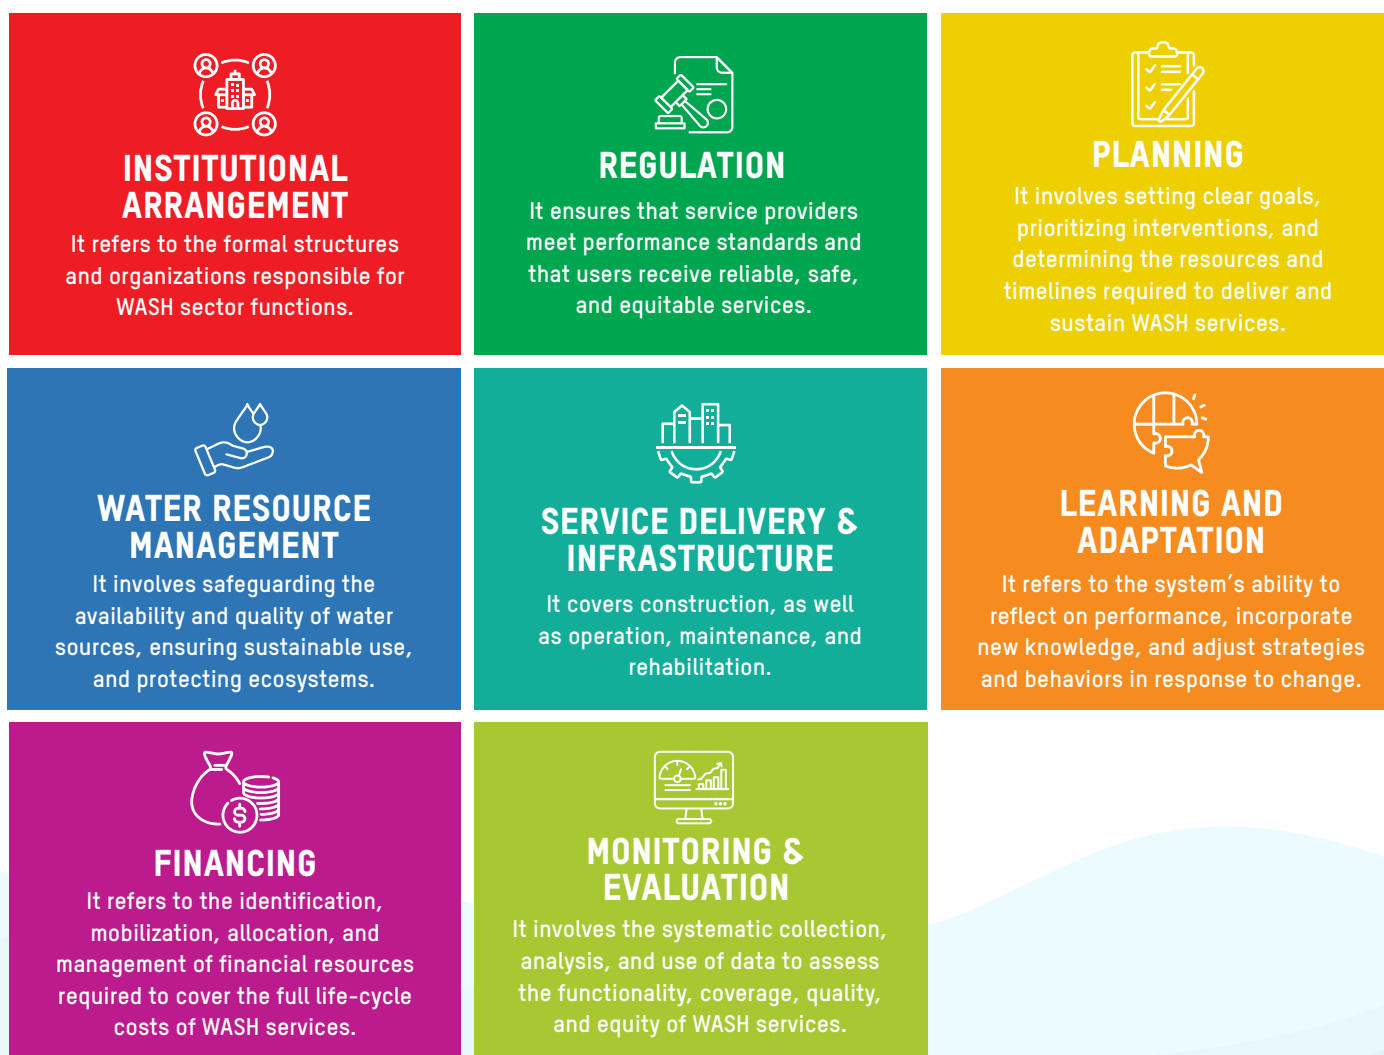 INSTITUTIONAL
ARRANGEMENT
It refers to the formal structures
and organizations responsible for
WASH sector functions.
REGULATION
It ensures that service providers
meet performance standards and
that users receive reliable, safe,
and equitable services.
PLANNING
It involves setting clear goals,
prioritizing interventions, and
determining the resources and
timelines required to deliver and
sustain WASH services.
WATER RESOURCE
MANAGEMENT
It involves safeguarding the
availability and quality of water
sources, ensuring sustainable use,
and protecting ecosystems.
SERVICE DELIVERY &
INFRASTRUCTURE
It covers construction, as well
as operation, maintenance, and
rehabilitation.
LEARNING AND
ADAPTATION
It refers to the system's ability to
reflect on performance, incorporate
new knowledge, and adjust strategies
and behaviors in response to change.
$
FINANCING
It refers to the identification,
mobilization, allocation, and
management of financial resources
required to cover the full life-cycle
costs of WASH services.
MONITORING &
EVALUATION
It involves the systematic collection,
analysis, and use of data to assess
the functionality, coverage, quality,
and equity of WASH services.